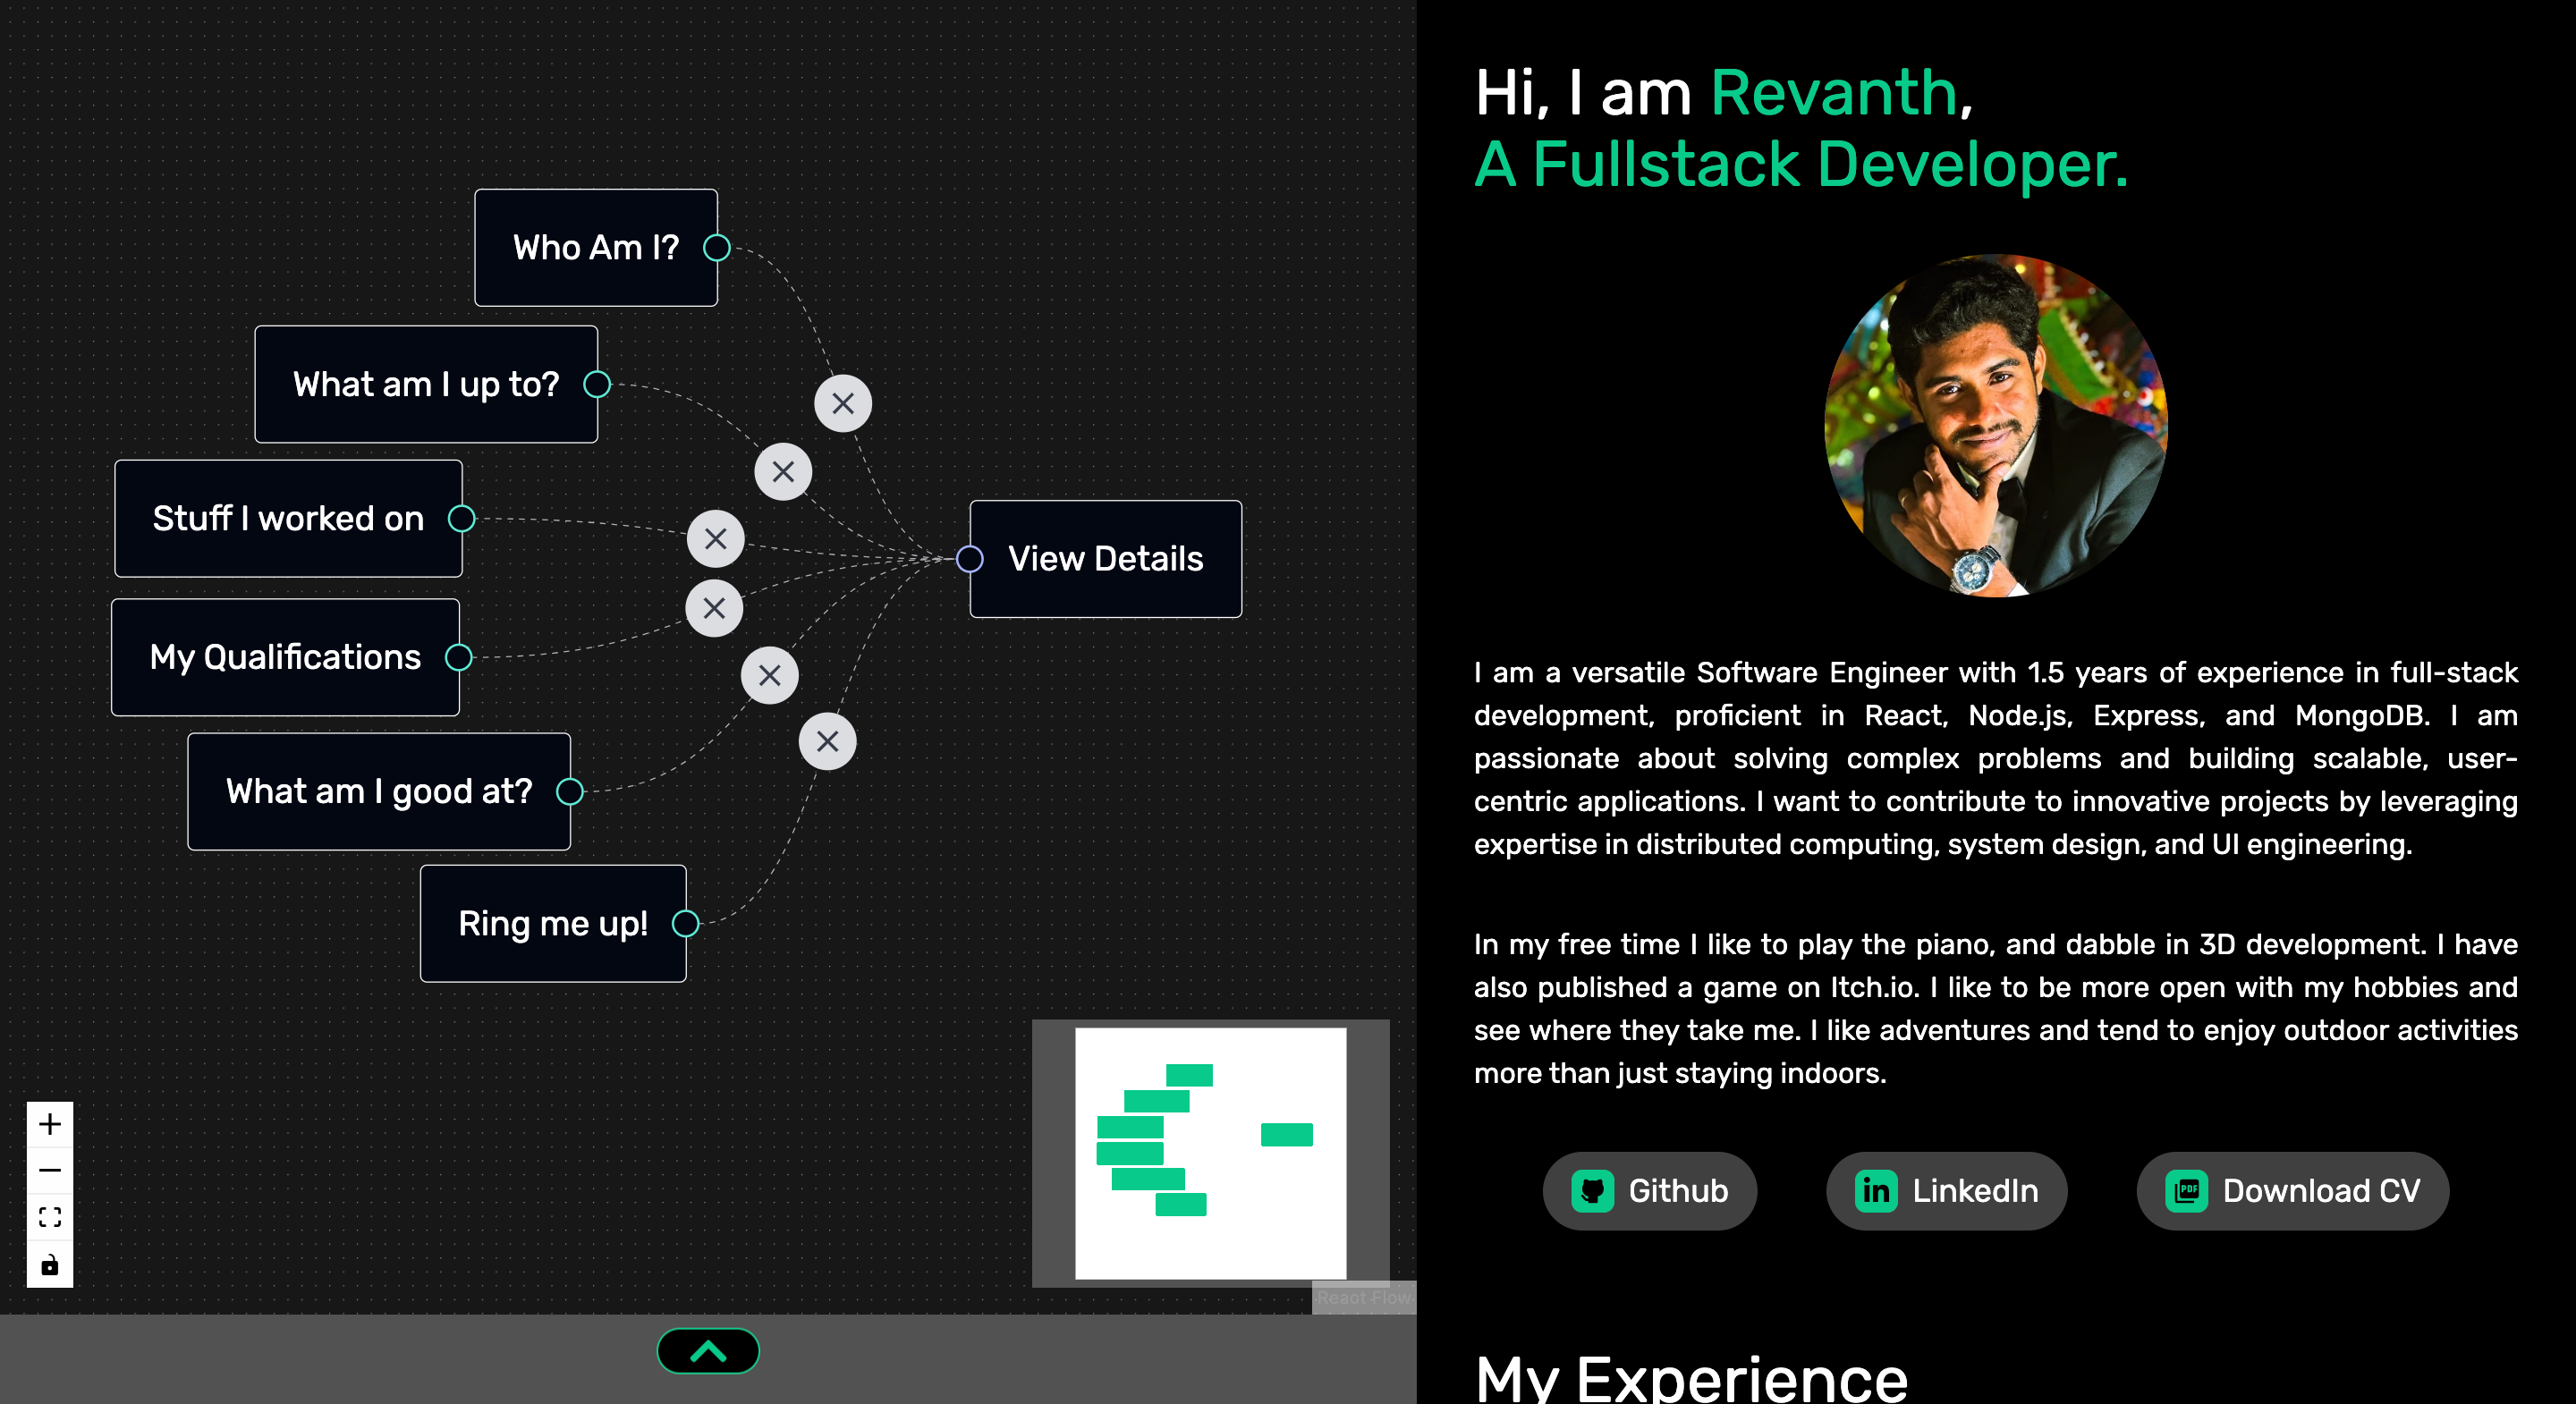 Who Am I?
What am I up to?
Stuff I worked on
My Qualifications
What am I good at?
Ring me up!
View Details
React Flow
Hi, I am Revanth,
A Fullstack Developer.
I am a versatile Software Engineer with 1.5 years of experience in full-stack
development, proficient in React, Node.js, Express, and MongoDB. I am
passionate about solving complex problems and building scalable, user-
centric applications. I want to contribute to innovative projects by leveraging
expertise in distributed computing, system design, and UI engineering.
In my free time I like to play the piano, and dabble in 3D development. I have
also published a game on Itch.io. I like to be more open with my hobbies and
see where they take me. I like adventures and tend to enjoy outdoor activities
more than just staying indoors.
Github
in LinkedIn
PDF Download CV
My Experience